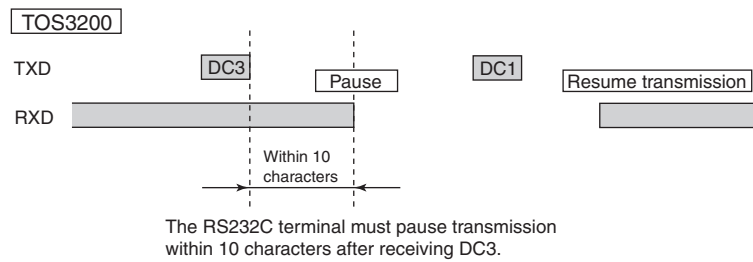 TOS3200
TXD
DC3
Pause
DC1
Resume transmission
RXD
Within 10
characters
The RS232C terminal must pause transmission
within 10 characters after receiving DC3.